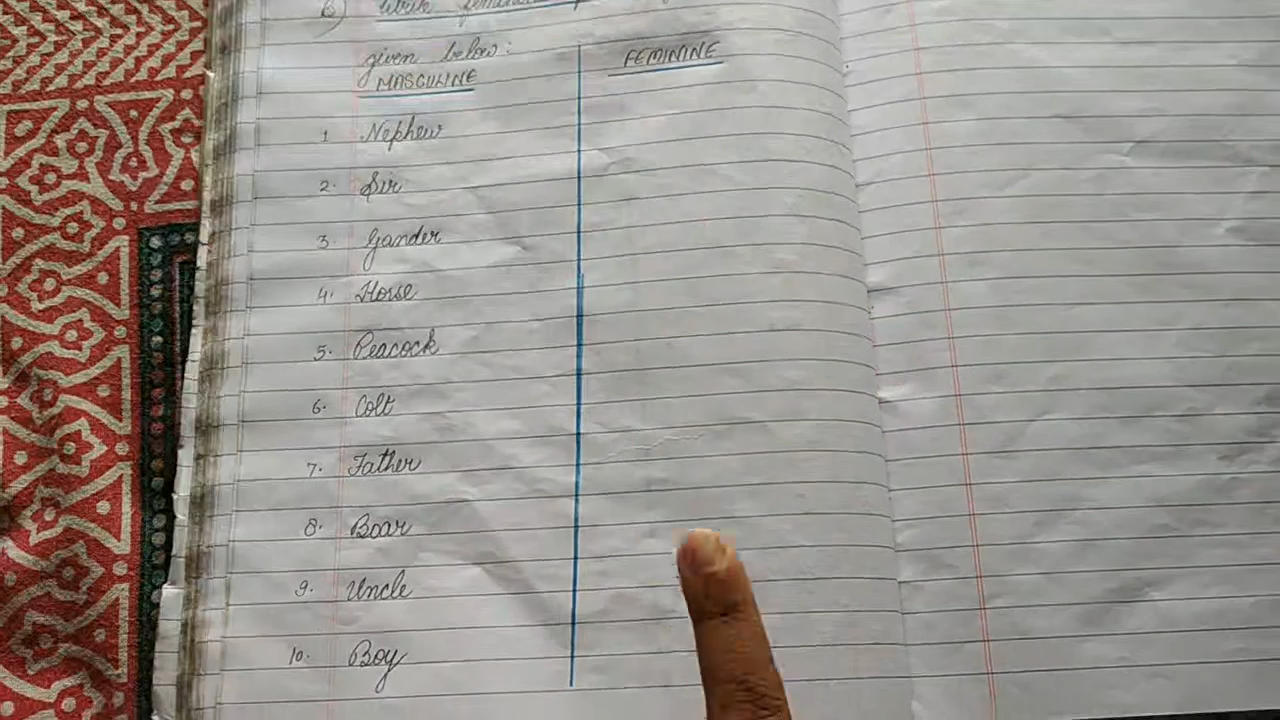 B) Write
given below:
MASCULINE
FEMININE
1 Nephew
2. Sir
3. Gander
4. Horse
5. Peacock
6. Colt
7. Father
8. Boar
9. Uncle
10. Boy